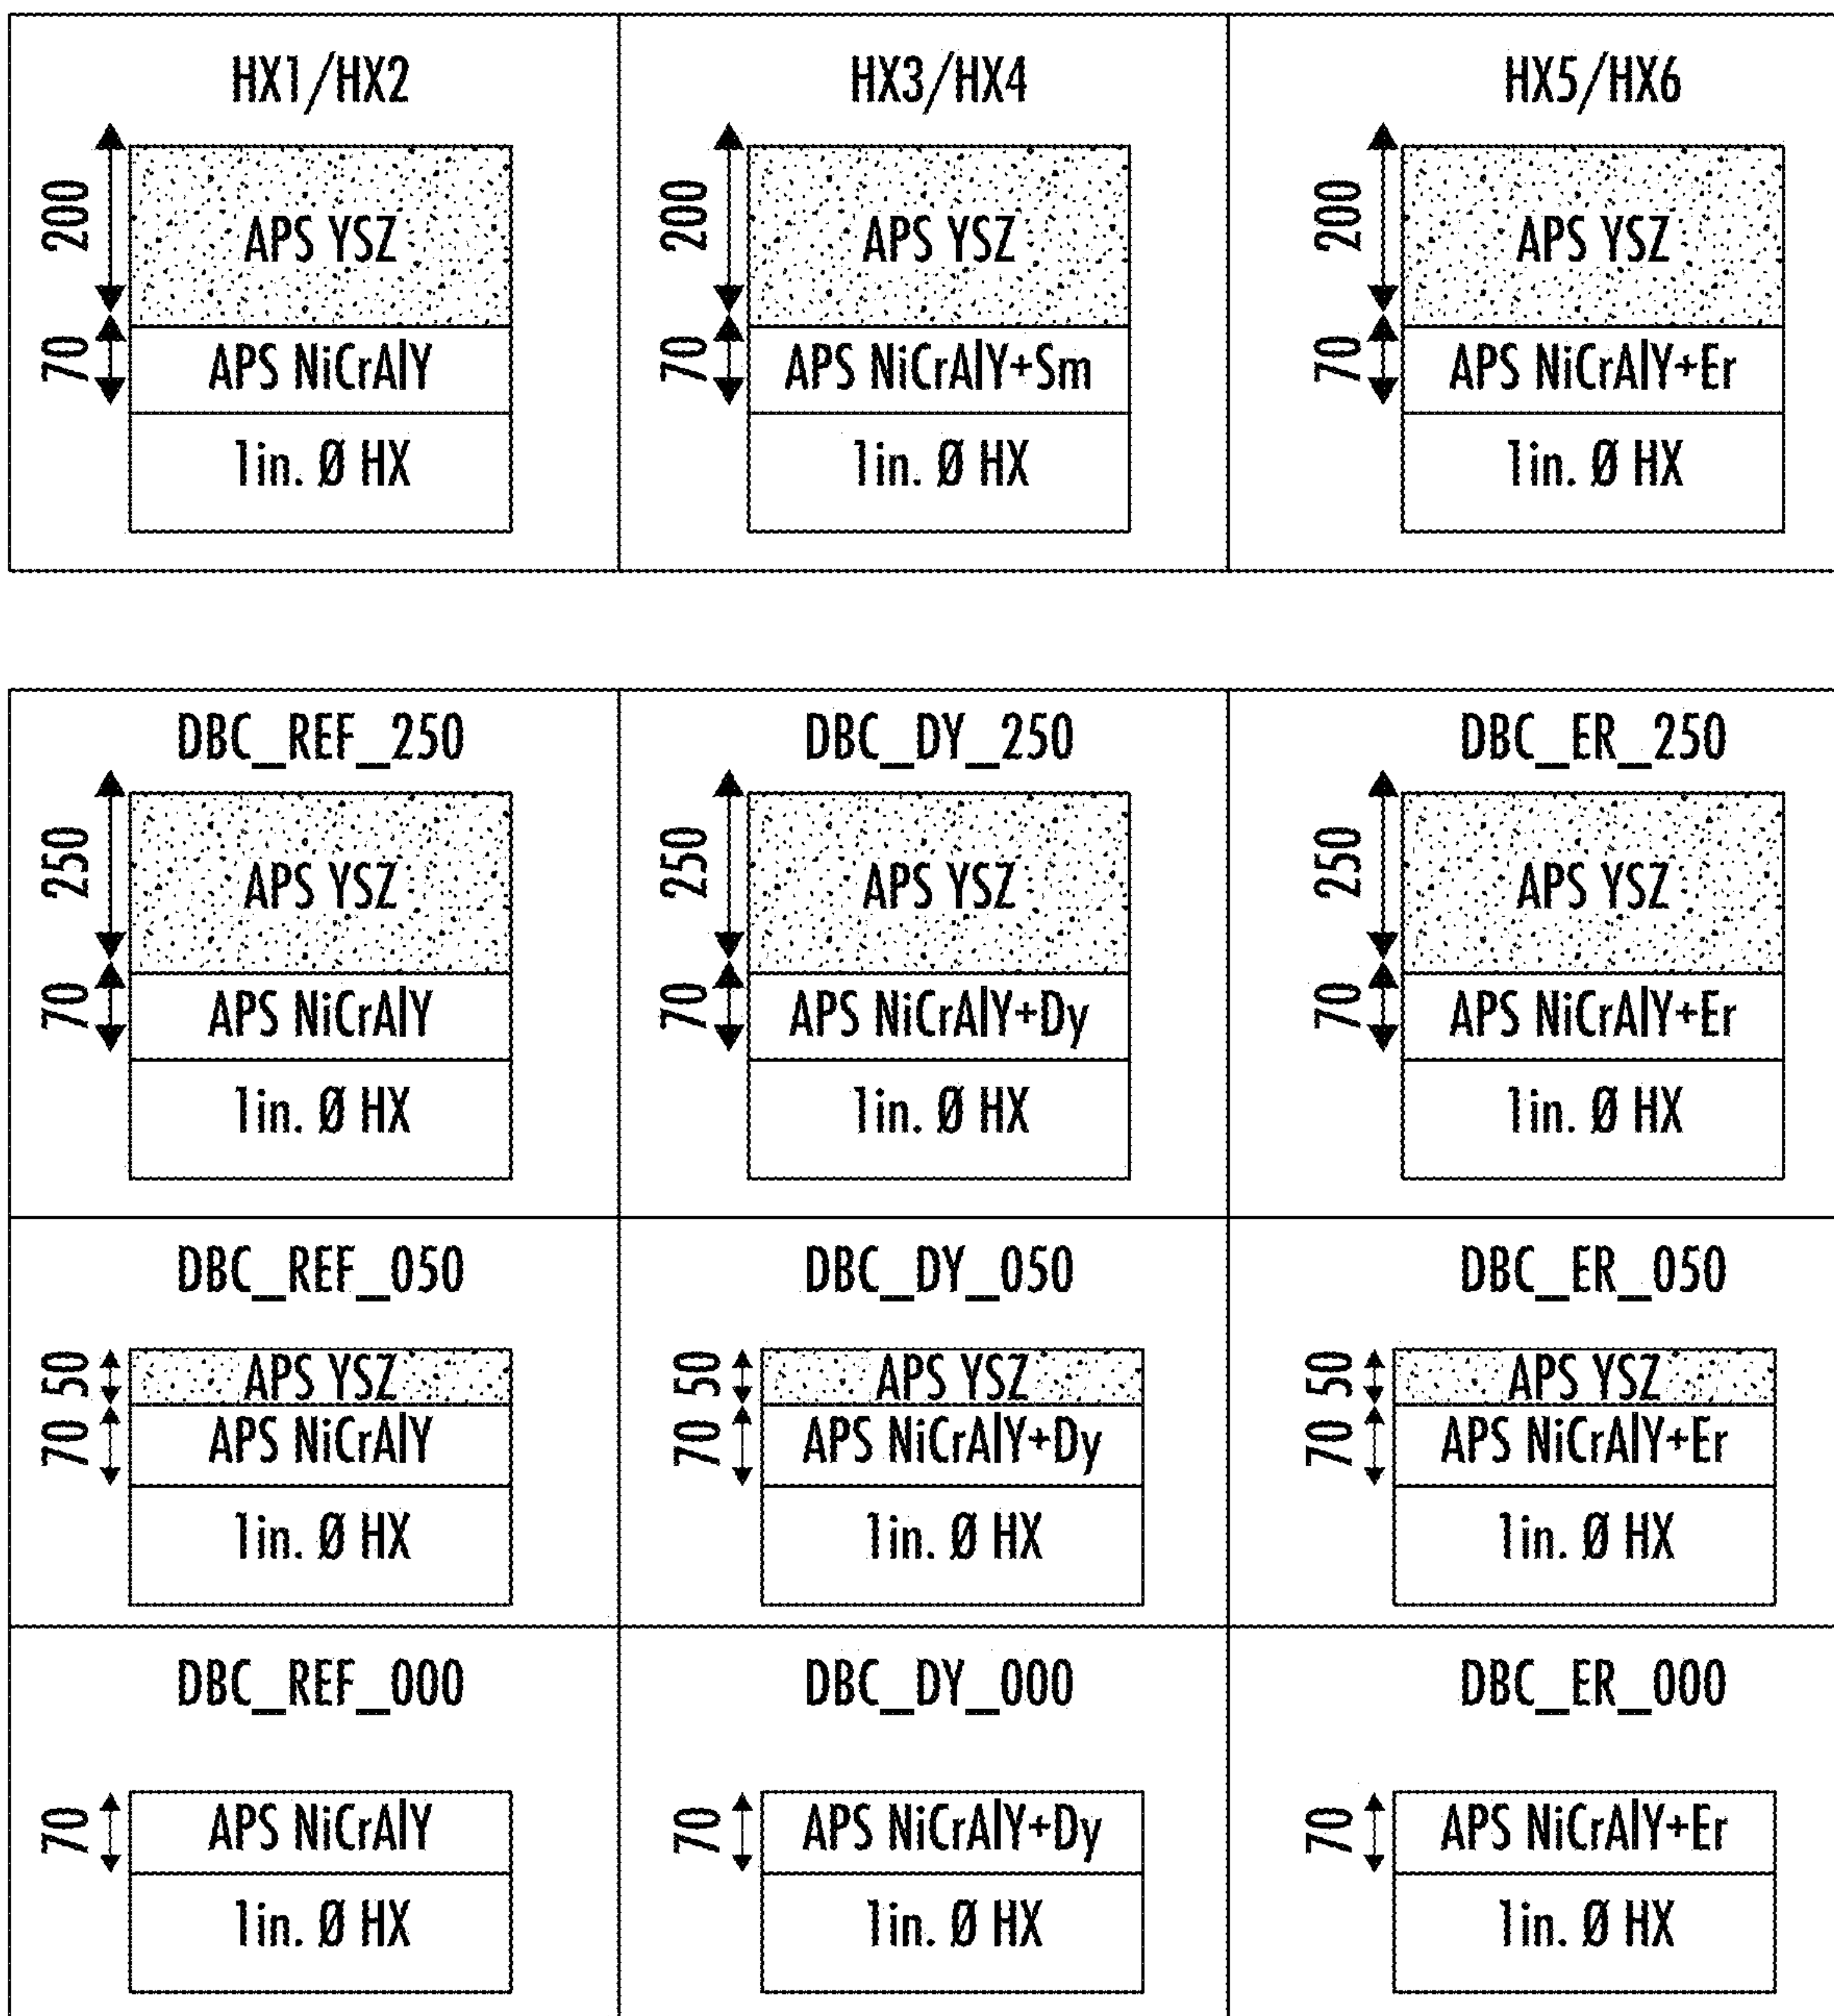 HX1/HX2
200
APS YSZ
70
APS NiCrAlY
1in. Ø HX
HX3/HX4
200
APS YSZ
70
APS NiCrAlY+Sm
1in. Ø HX
HX5/HX6
200
APS YSZ
70
APS NiCrAlY+Er
1in. Ø HX
DBC_REF_250
250
APS YSZ
70
APS NiCrAlY
1in. Ø HX
DBC_DY_250
250
APS YSZ
70
APS NiCrAlY+Dy
1in. Ø HX
DBC_ER_250
250
APS YSZ
70
APS NiCrAlY+Er
1in. Ø HX
DBC_REF_050
50
APS YSZ
70
APS NiCrAlY
1in. Ø HX
DBC_DY_050
50
APS YSZ
70
APS NiCrAlY+Dy
1in. Ø HX
DBC_ER_050
50
APS YSZ
70
APS NiCrAlY+Er
1in. Ø HX
DBC_REF_000
70
APS NiCrAlY
1in. Ø HX
DBC_DY_000
70
APS NiCrAlY+Dy
1in. Ø HX
DBC_ER_000
70
APS NiCrAlY+Er
1in. Ø HX